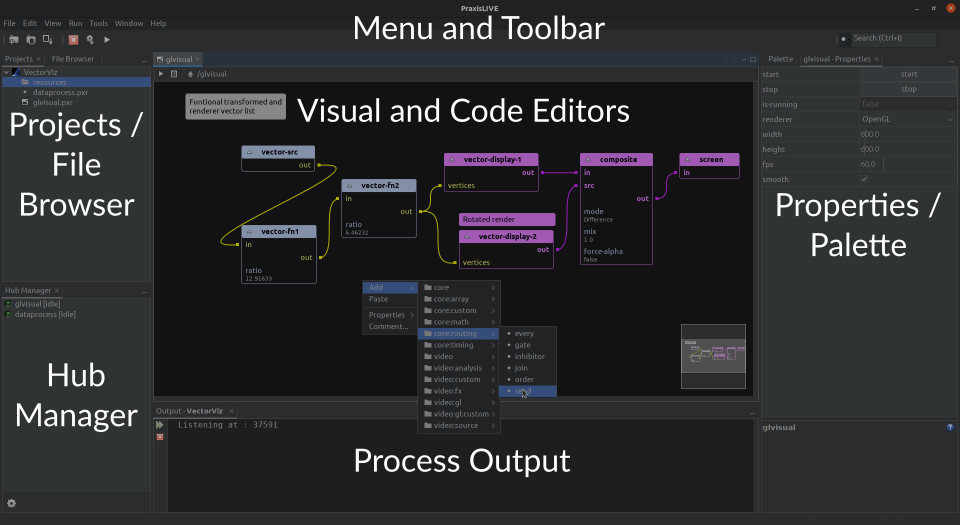 PraxisLIVE
File Edit View Run Tools Window Help
Menu and Toolbar
Search (Ctrl+I)
Projects
File Browser
VectorViz
resources
dataprocess.pxr
glvisual.pxr
Projects /
File
Browser
Hub Manager
glvisual [idle]
dataprocess [idle]
Hub
Manager
glvisual
/glvisual
Funtional transformed and
renderer vector list
Visual and Code Editors
vector-src
out
vector-fn1
in
out
ratio
12.91633
vector-fn2
in
out
ratio
6.46232
vector-display-1
out
vertices
Rotated render
vector-display-2
out
vertices
composite
in
src
out
mode
Difference
mix
1.0
force-alpha
false
screen
in
Add
Paste
Properties
Comment...
core
core:array
core:custom
core:math
core:routing
core:timing
video
video:analysis
video:custom
video:fx
video:gl
video:gl:custom
video:source
every
gate
inhibitor
join
order
Output - VectorViz
Listening at : 37591
Process Output
Palette
glvisual - Properties
start start
stop stop
is-running false
renderer OpenGL
width 800.0
height 600.0
fps 60.0
smooth
Properties /
Palette
glvisual